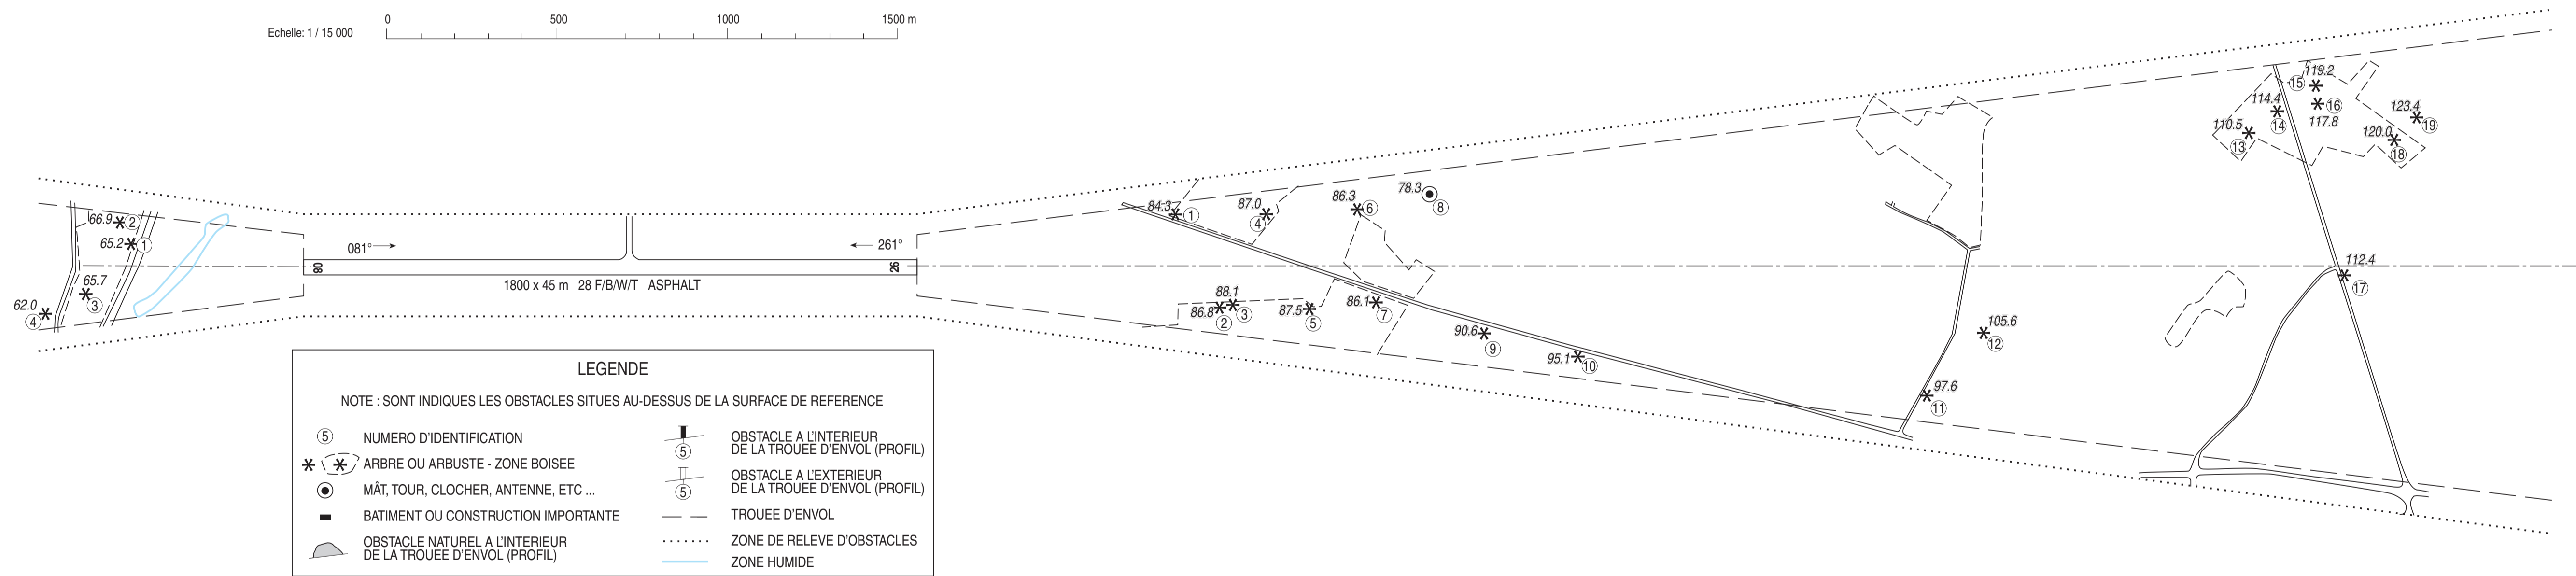 0 500 1000 1500 m
Echelle: 1 / 15 000
66.9 2
65.2 1
65.7
3
62.0
4
081°
261°
08
26
1800 x 45 m 28 F/B/W/T ASPHALT
84.3 1
87.0
4
86.3 6
78.3
8
88.1
86.8 3
2
87.5 5
86.1
7
90.6
9
95.1 10
97.6
11
105.6
12
119.2
15
114.4 16
14 117.8
110.5
13
123.4
19
120.0
18
112.4
17
LEGENDE
NOTE : SONT INDIQUES LES OBSTACLES SITUES AU-DESSUS DE LA SURFACE DE REFERENCE
5 NUMERO D'IDENTIFICATION
ARBRE OU ARBUSTE - ZONE BOISEE
MÂT, TOUR, CLOCHER, ANTENNE, ETC ...
BATIMENT OU CONSTRUCTION IMPORTANTE
OBSTACLE NATUREL A L'INTERIEUR
DE LA TROUEE D'ENVOL (PROFIL)
OBSTACLE A L'INTERIEUR
DE LA TROUEE D'ENVOL (PROFIL)
5
OBSTACLE A L'EXTERIEUR
DE LA TROUEE D'ENVOL (PROFIL)
5
TROUEE D'ENVOL
ZONE DE RELEVE D'OBSTACLES
ZONE HUMIDE